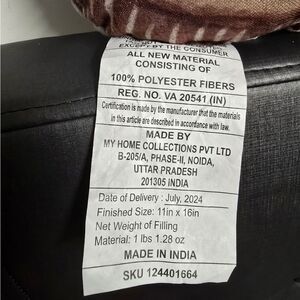 EXCEPT BY THE CONSUMER
ALL NEW MATERIAL
CONSISTING OF
100% POLYESTER FIBERS
REG. NO. VA 20541 (IN)
Certification is made by the manufacturer that the materials
in this article are described in accordance with law.
MADE BY
MY HOME COLLECTIONS PVT LTD
B-205/A, PHASE-II, NOIDA,
UTTAR PRADESH
201305 INDIA
Date of Delivery : July, 2024
Finished Size: 11in x 16in
Net Weight of Filling
Material: 1 lbs 1.28 oz
MADE IN INDIA
SKU 124401664